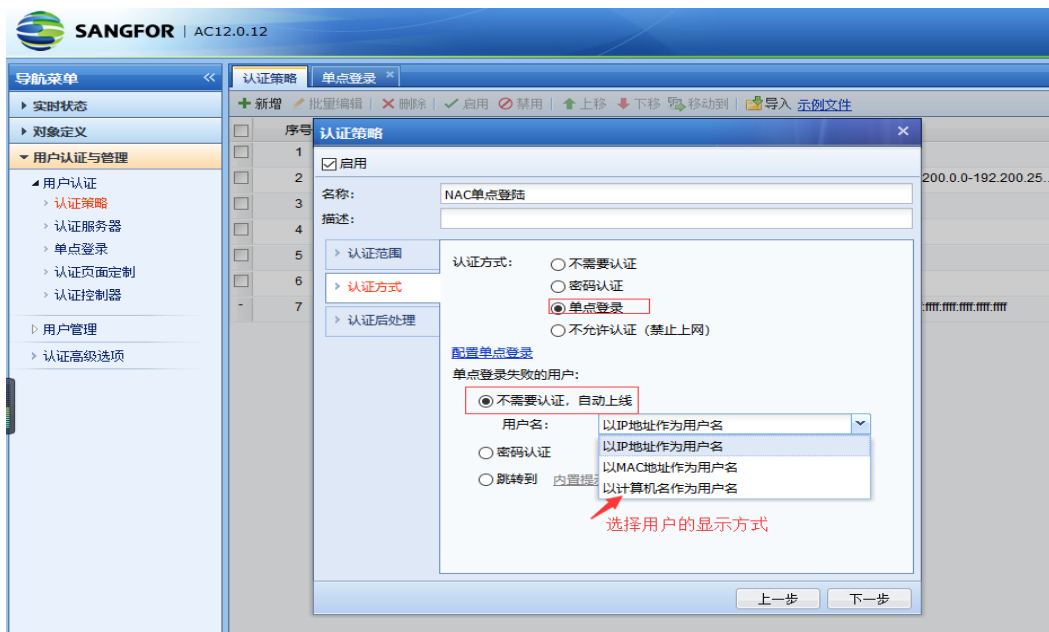 SANGFOR | AC12.0.12
导航菜单
实时状态
对象定义
用户认证与管理
用户认证
认证策略
认证服务器
单点登录
认证页面定制
认证控制器
用户管理
认证高级选项
认证策略 单点登录
新增 批里编辑 删除 启用 禁用 上移 下移 移动到 导入 示例文件
序号
1
2 200.0.0-192.200.25...
3
4
5
6
7 :ffff:ffff:ffff:ffff:ffff
认证策略
启用
名称: NAC单点登陆
描述:
认证范围
认证方式
认证后处理
认证方式: 不需要认证
密码认证
单点登录
不允许认证（禁止上网）
配置单点登录
单点登录失败的用户:
不需要认证，自动上线
用户名: 以IP地址作为用户名
以IP地址作为用户名
以MAC地址作为用户名
以计算机名作为用户名
密码认证
跳转到 内置提
选择用户的显示方式
上一步 下一步